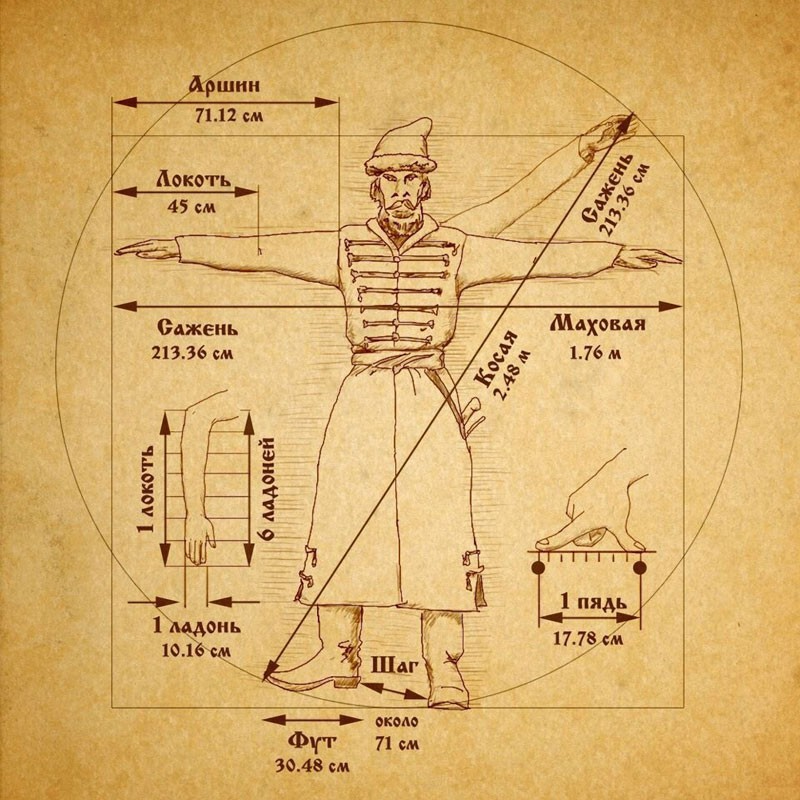 Аршин
71.12 см
Локоть
45 см
Сажень
213.36 см
Сажень
213.36 см
Маховая
1.76 м
Косая
2.48 м
1 локоть
6 ладоней
1 ладонь
10.16 см
1 пядь
17.78 см
Шаг
около
71 см
Фут
30.48 см